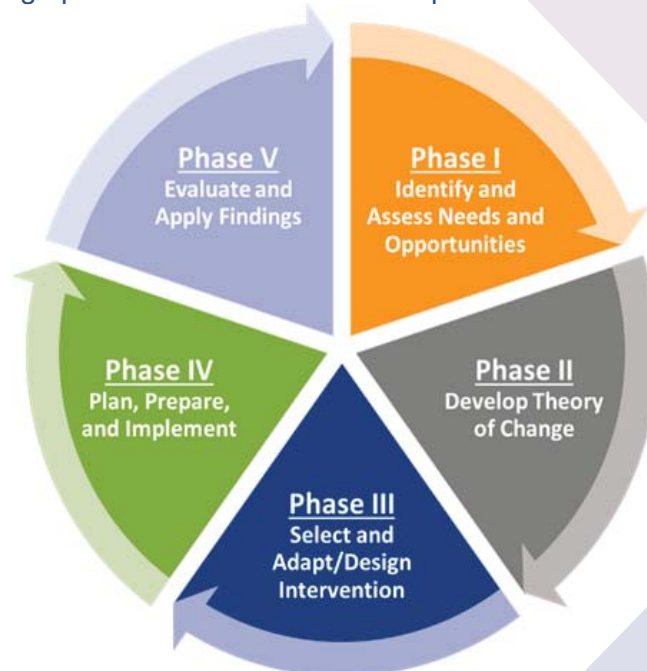 Phase I
Identify and
Assess Needs and
Opportunities
Phase II
Develop Theory
of Change
Phase III
Select and
Adapt/Design
Intervention
Phase IV
Plan, Prepare,
and Implement
Phase V
Evaluate and
Apply Findings